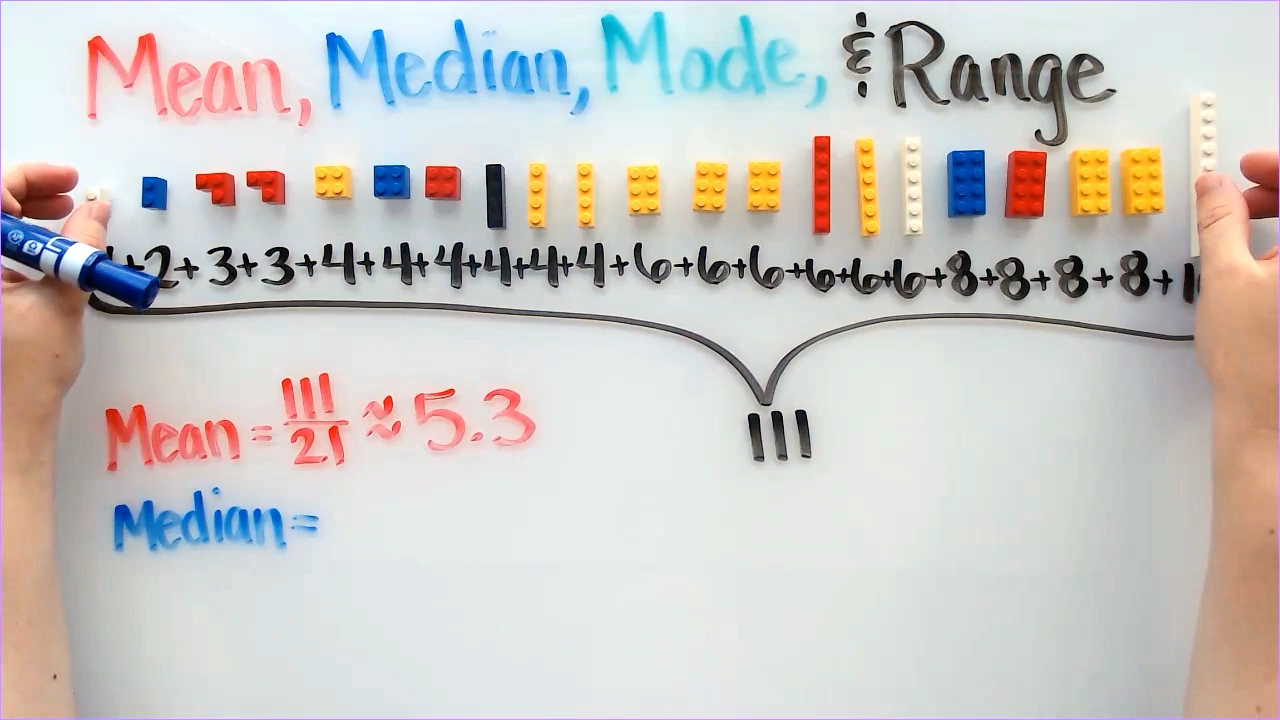 Mean, Median, Mode, & Range
+2+3+3+4+4+4+4+4+4+6+6+6+6+6+6+8+8+8+8+
111
Mean = 111/21 ≈ 5.3
Median =